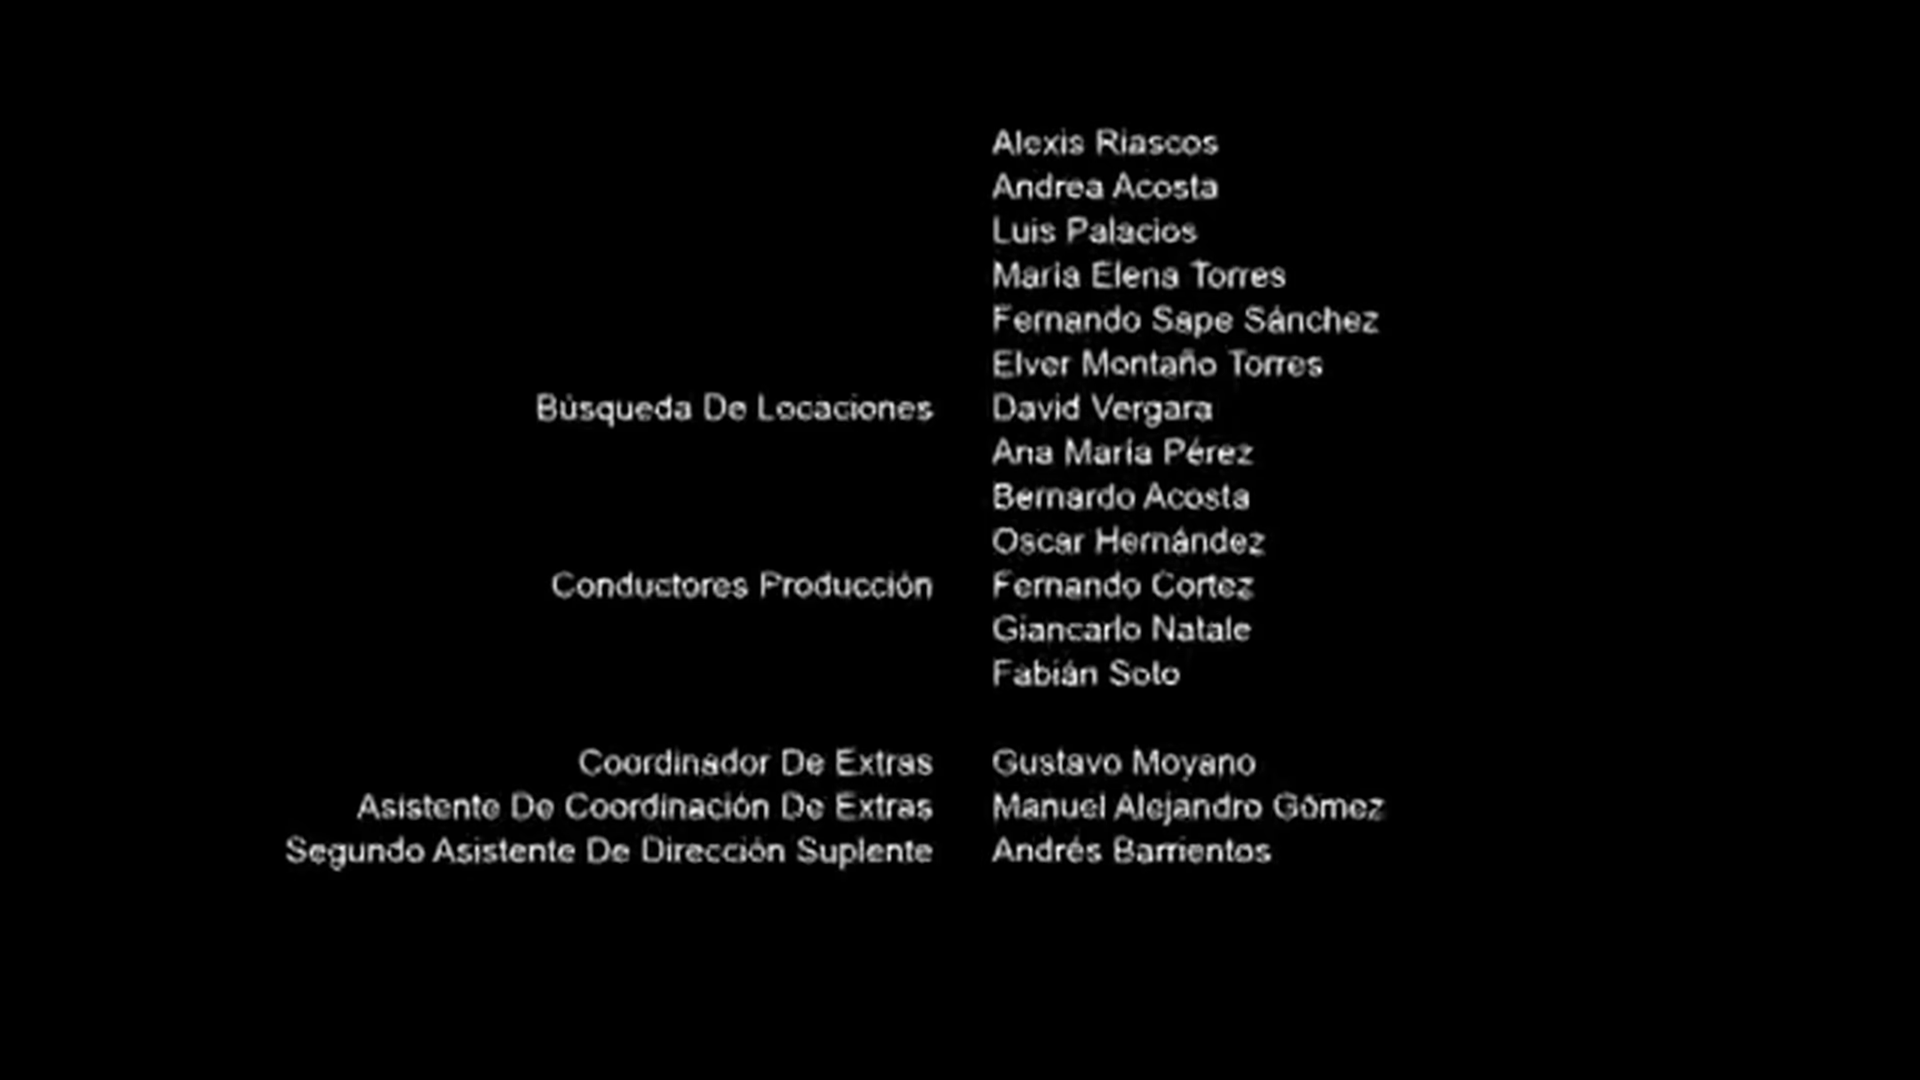 Alexis Riascos
Andrea Acosta
Luis Palacios
María Elena Torres
Fernando Sape Sánchez
Elver Montaño Torres
Búsqueda De Locaciones David Vergara
Ana María Pérez
Bernardo Acosta
Oscar Hernández
Conductores Producción Fernando Cortez
Giancarlo Natale
Fabián Soto
Coordinador De Extras Gustavo Moyano
Asistente De Coordinación De Extras Manuel Alejandro Gómez
Segundo Asistente De Dirección Suplente Andrés Barrientos